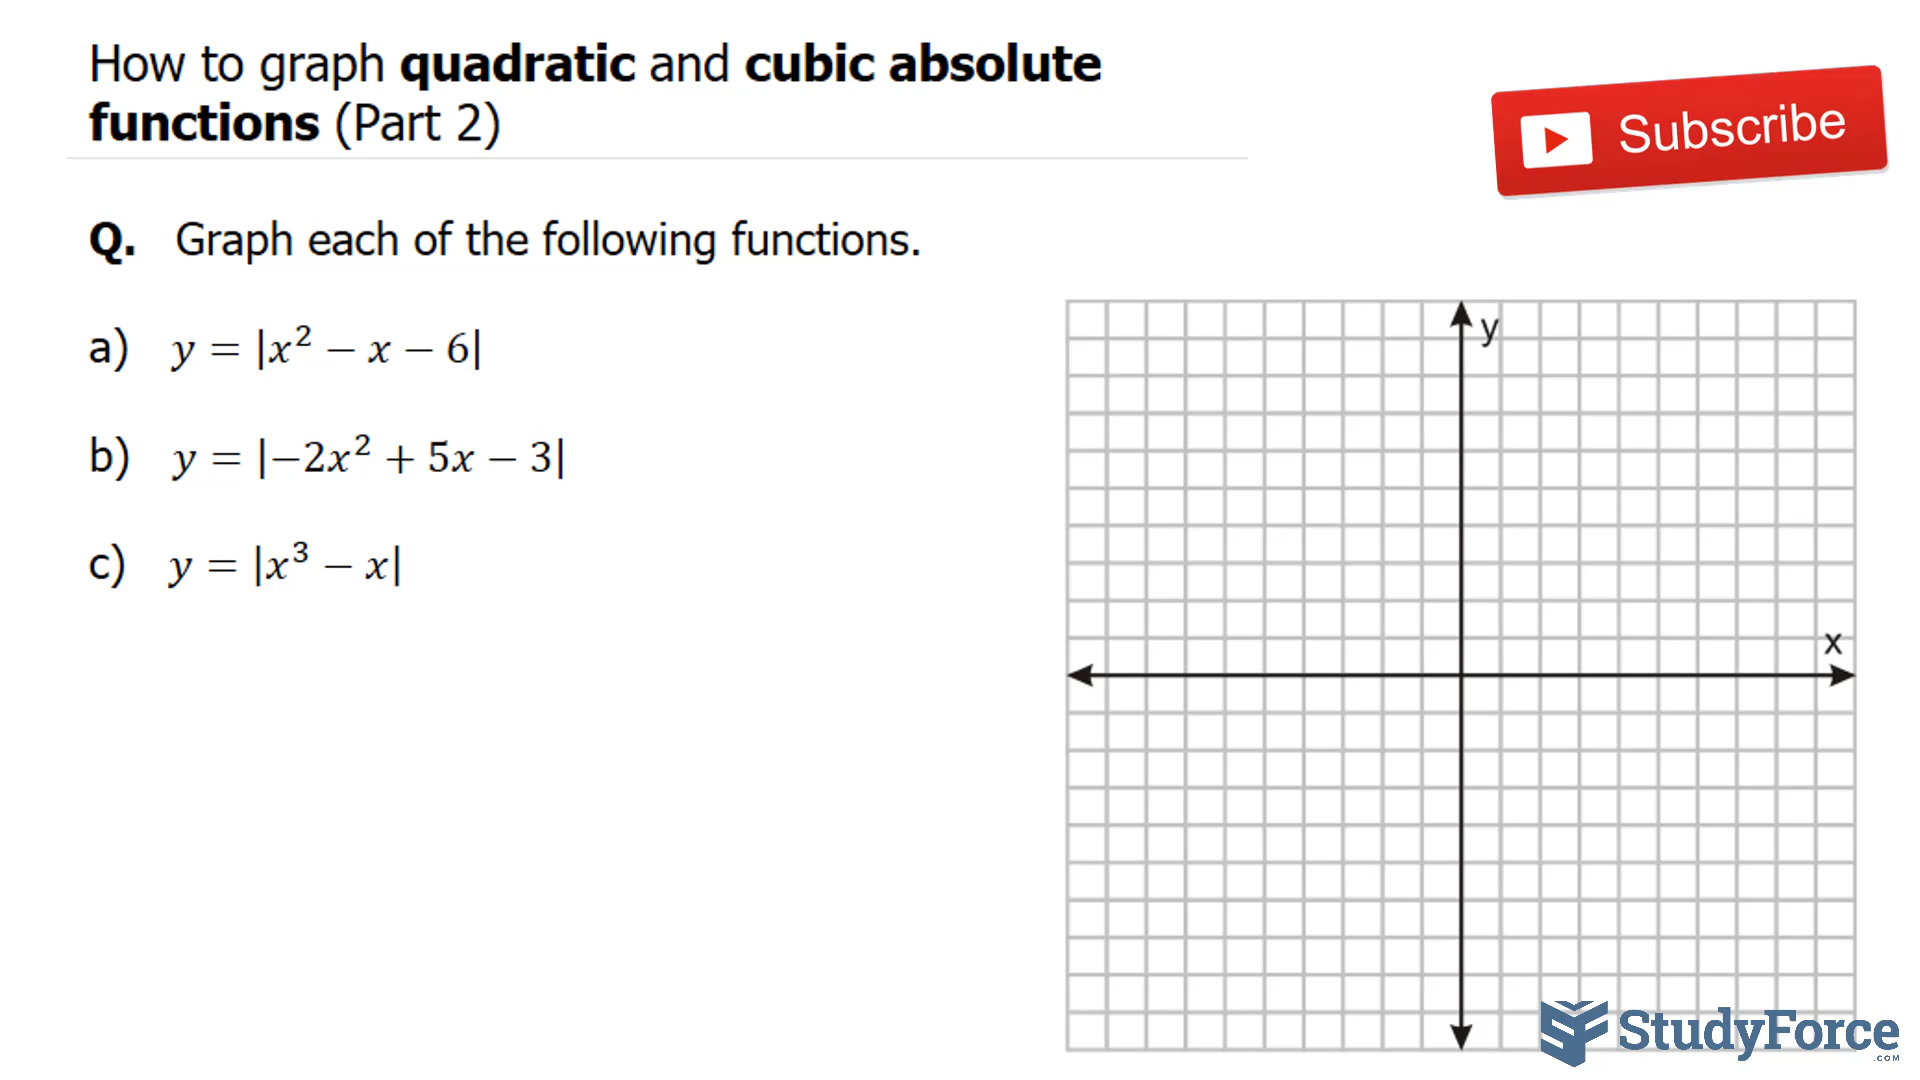 How to graph quadratic and cubic absolute
functions (Part 2)
Subscribe
Q. Graph each of the following functions.
a) y = |x² − x − 6|
b) y = |−2x² + 5x − 3|
c) y = |x³ − x|
y
x
StudyForce
.COM